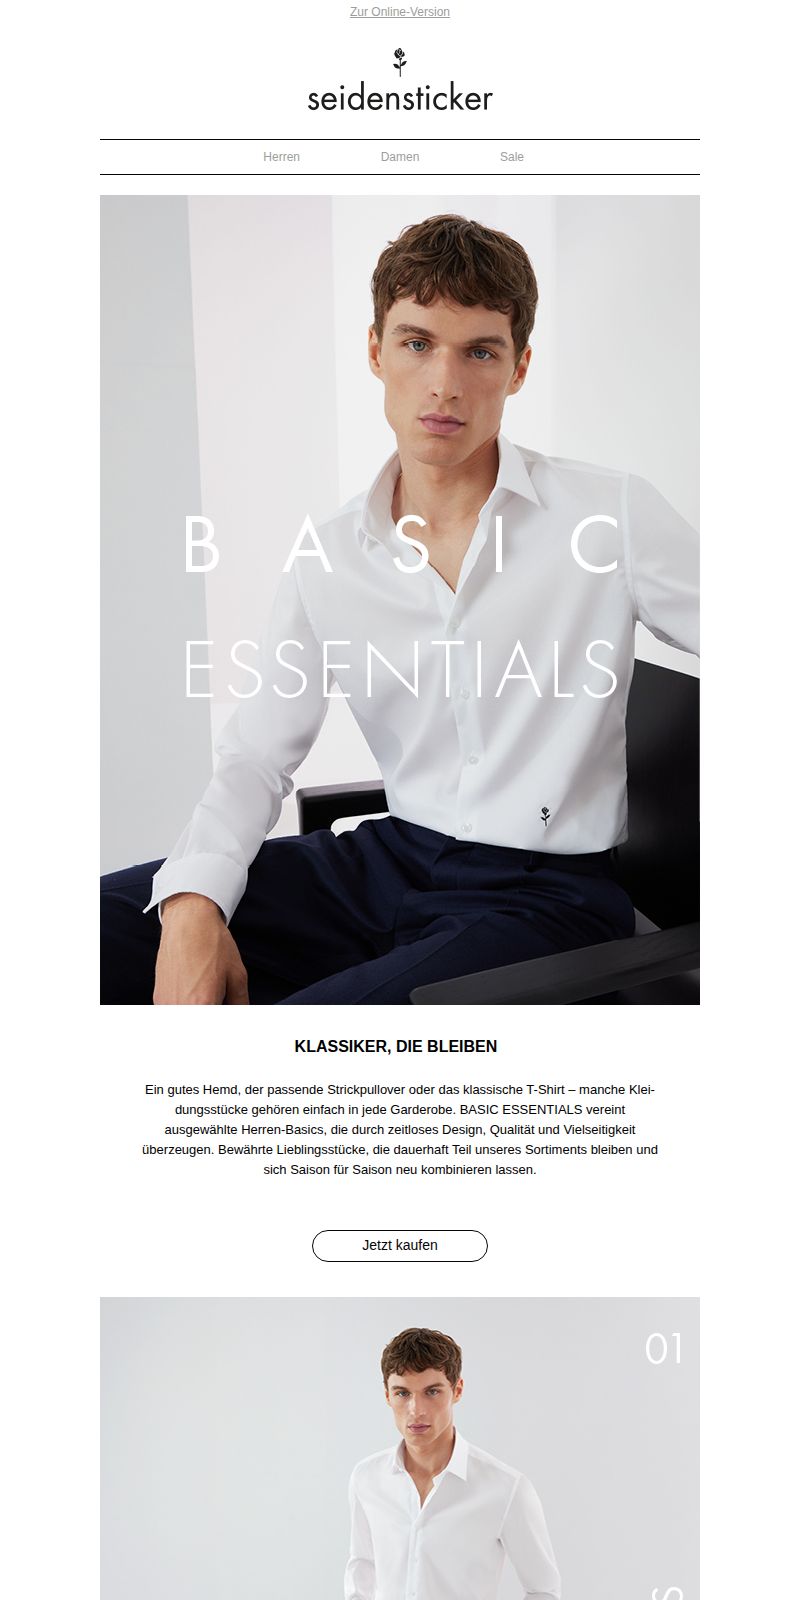 Zur Online-Version
seidensticker
Herren Damen Sale
BASIC
ESSENTIALS
KLASSIKER, DIE BLEIBEN
Ein gutes Hemd, der passende Strickpullover oder das klassische T-Shirt – manche Klei-
dungsstücke gehören einfach in jede Garderobe. BASIC ESSENTIALS vereint
ausgewählte Herren-Basics, die durch zeitloses Design, Qualität und Vielseitigkeit
überzeugen. Bewährte Lieblingsstücke, die dauerhaft Teil unseres Sortiments bleiben und
sich Saison für Saison neu kombinieren lassen.
Jetzt kaufen
01